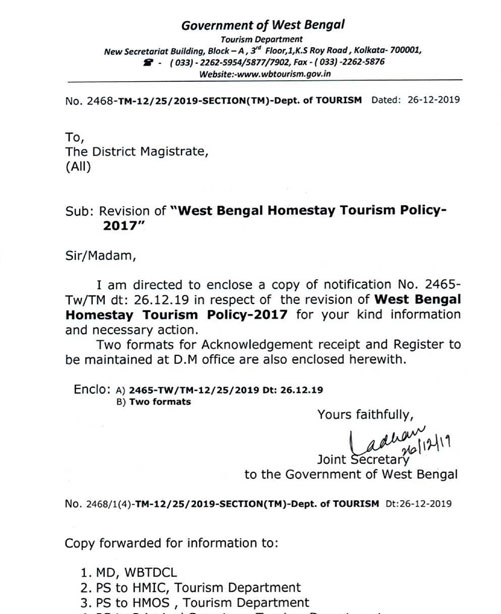 Government of West Bengal
Tourism Department
New Secretariat Building, Block – A , 3rd Floor,1,K.S Roy Road , Kolkata- 700001,
☎ - ( 033) - 2262-5954/5877/7902, Fax - ( 033) -2262-5876
Website:-www.wbtourism.gov.in
No. 2468-TM-12/25/2019-SECTION(TM)-Dept. of TOURISM Dated: 26-12-2019
To,
The District Magistrate,
(All)
Sub: Revision of “West Bengal Homestay Tourism Policy-
2017”
Sir/Madam,
I am directed to enclose a copy of notification No. 2465-
Tw/TM dt: 26.12.19 in respect of the revision of West Bengal
Homestay Tourism Policy-2017 for your kind information
and necessary action.
Two formats for Acknowledgement receipt and Register to
be maintained at D.M office are also enclosed herewith.
Enclo: A) 2465-TW/TM-12/25/2019 Dt: 26.12.19
B) Two formats
Yours faithfully,
26/12/19
Joint Secretary
to the Government of West Bengal
No. 2468/1(4)-TM-12/25/2019-SECTION(TM)-Dept. of TOURISM Dt:26-12-2019
Copy forwarded for information to:
1. MD, WBTDCL
2. PS to HMIC, Tourism Department
3. PS to HMOS , Tourism Department